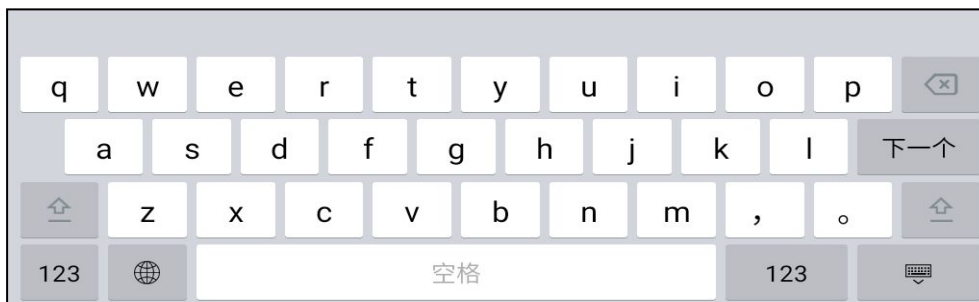 q w e r t y u i o p
a s d f g h j k l 下一个
z x c v b n m ， 。
123 空格 123